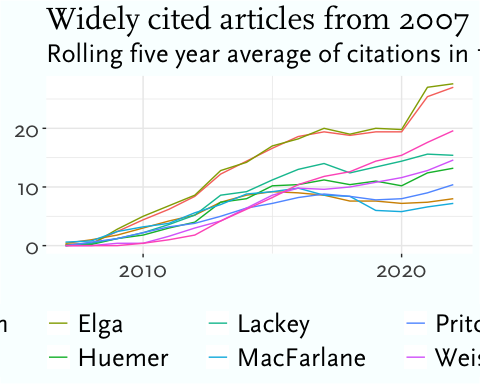 Widely cited articles from 2007
Rolling five year average of citations in
20
10
0
2010 2020
Elga Lackey
Huemer MacFarlane